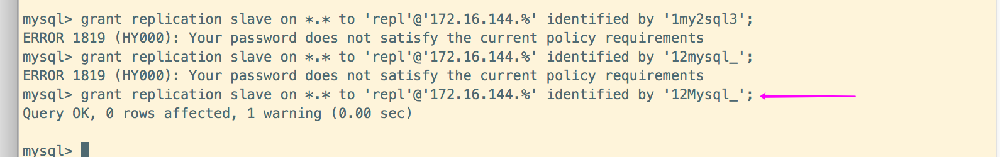 mysql> grant replication slave on *.* to 'repl'@'172.16.144.%' identified by '1my2sql3';
ERROR 1819 (HY000): Your password does not satisfy the current policy requirements
mysql> grant replication slave on *.* to 'repl'@'172.16.144.%' identified by '12mysql_';
ERROR 1819 (HY000): Your password does not satisfy the current policy requirements
mysql> grant replication slave on *.* to 'repl'@'172.16.144.%' identified by '12Mysql_';
Query OK, 0 rows affected, 1 warning (0.00 sec)
mysql>